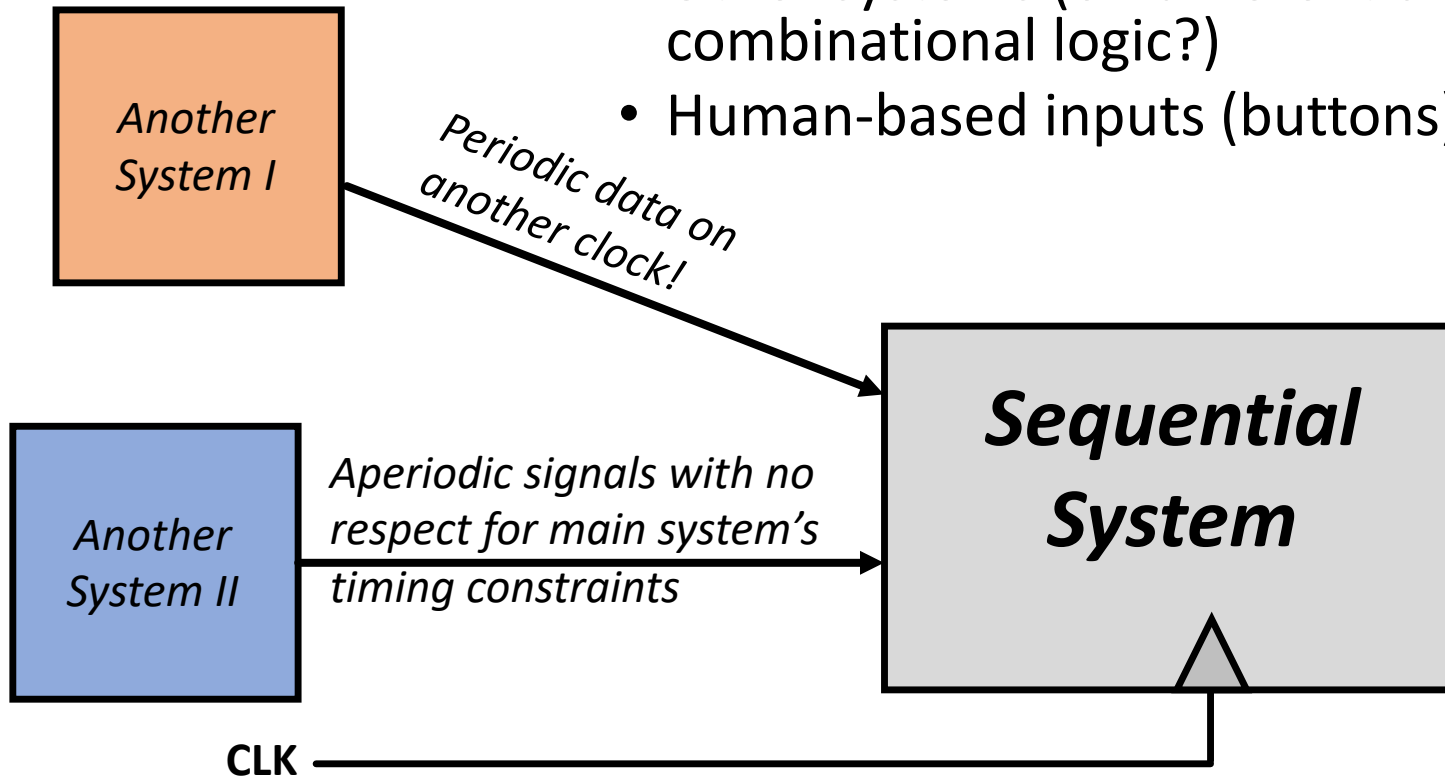 combinational logic?)
• Human-based inputs (buttons)
Another
System I
Periodic data on
another clock!
Sequential
System
Another
System II
Aperiodic signals with no
respect for main system’s
timing constraints
CLK